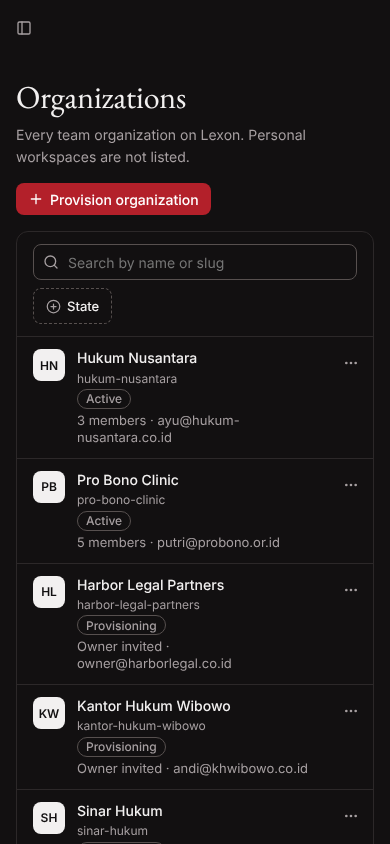 Organizations
Every team organization on Lexon. Personal
workspaces are not listed.
Provision organization
Search by name or slug
State
HN
Hukum Nusantara
hukum-nusantara
Active
3 members · ayu@hukum-
nusantara.co.id
PB
Pro Bono Clinic
pro-bono-clinic
Active
5 members · putri@probono.or.id
HL
Harbor Legal Partners
harbor-legal-partners
Provisioning
Owner invited ·
owner@harborlegal.co.id
KW
Kantor Hukum Wibowo
kantor-hukum-wibowo
Provisioning
Owner invited · andi@khwibowo.co.id
SH
Sinar Hukum
sinar-hukum